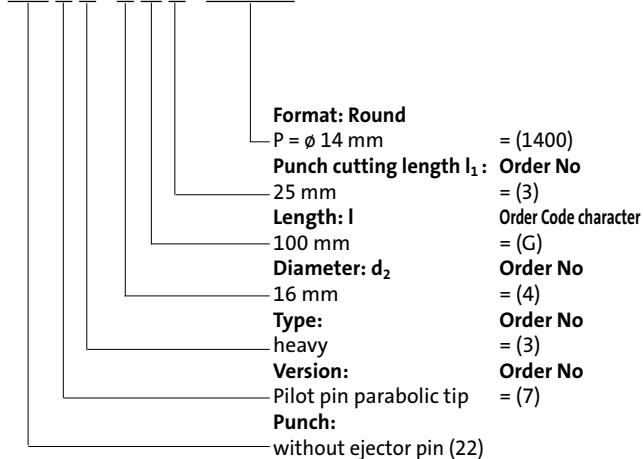 Format: Round
P = ø 14 mm = (1400)
Punch cutting length l₁ : Order No
25 mm = (3)
Length: l Order Code character
100 mm = (G)
Diameter: d₂ Order No
16 mm = (4)
Type: Order No
heavy = (3)
Version: Order No
Pilot pin parabolic tip = (7)
Punch:
without ejector pin (22)